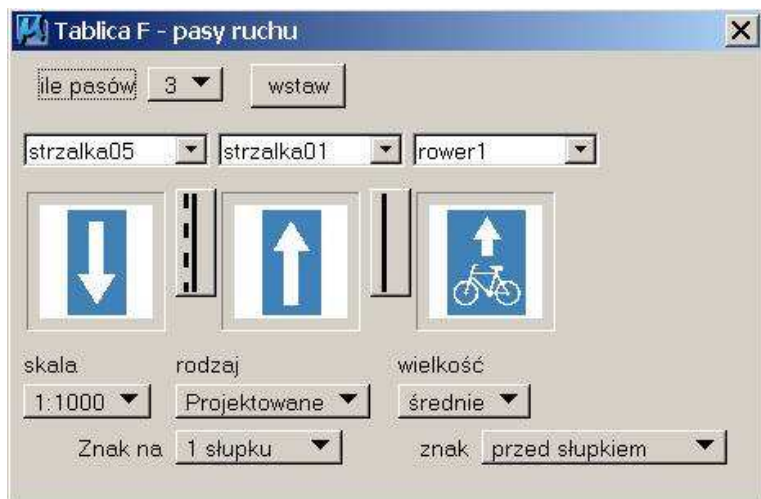 Tablica F - pasy ruchu
ile pasów 3 wstaw
strzalka05 strzalka01 rower1
skala rodzaj wielkość
1:1000 Projektowane średnie
Znak na 1 słupku znak przed słupkiem